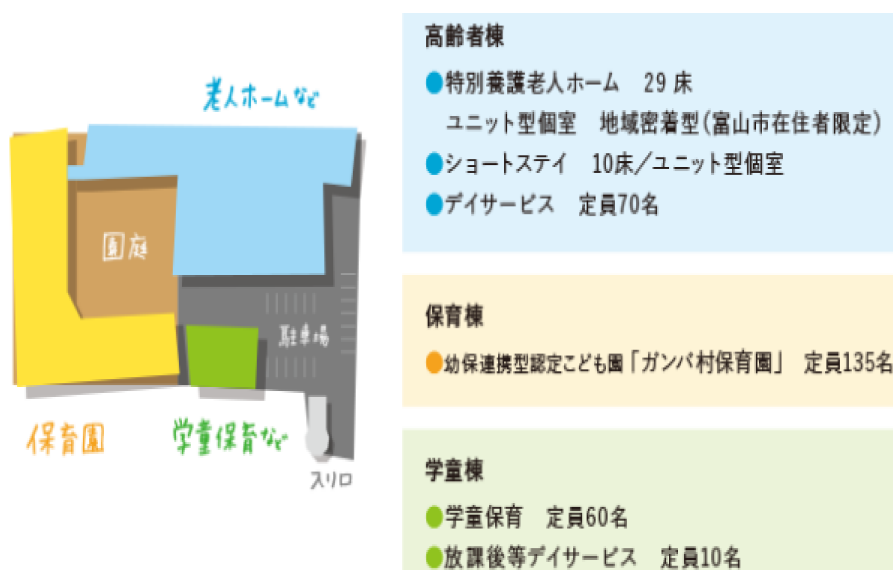 老人ホームなど
園庭
駐車場
保育園
学童保育など
入り口
高齢者棟
●特別養護老人ホーム 29床
ユニット型個室 地域密着型(富山市在住者限定)
●ショートステイ 10床/ユニット型個室
●デイサービス 定員70名
保育棟
●幼保連携型認定こども園「ガンバ村保育園」 定員135名
学童棟
●学童保育 定員60名
●放課後等デイサービス 定員10名